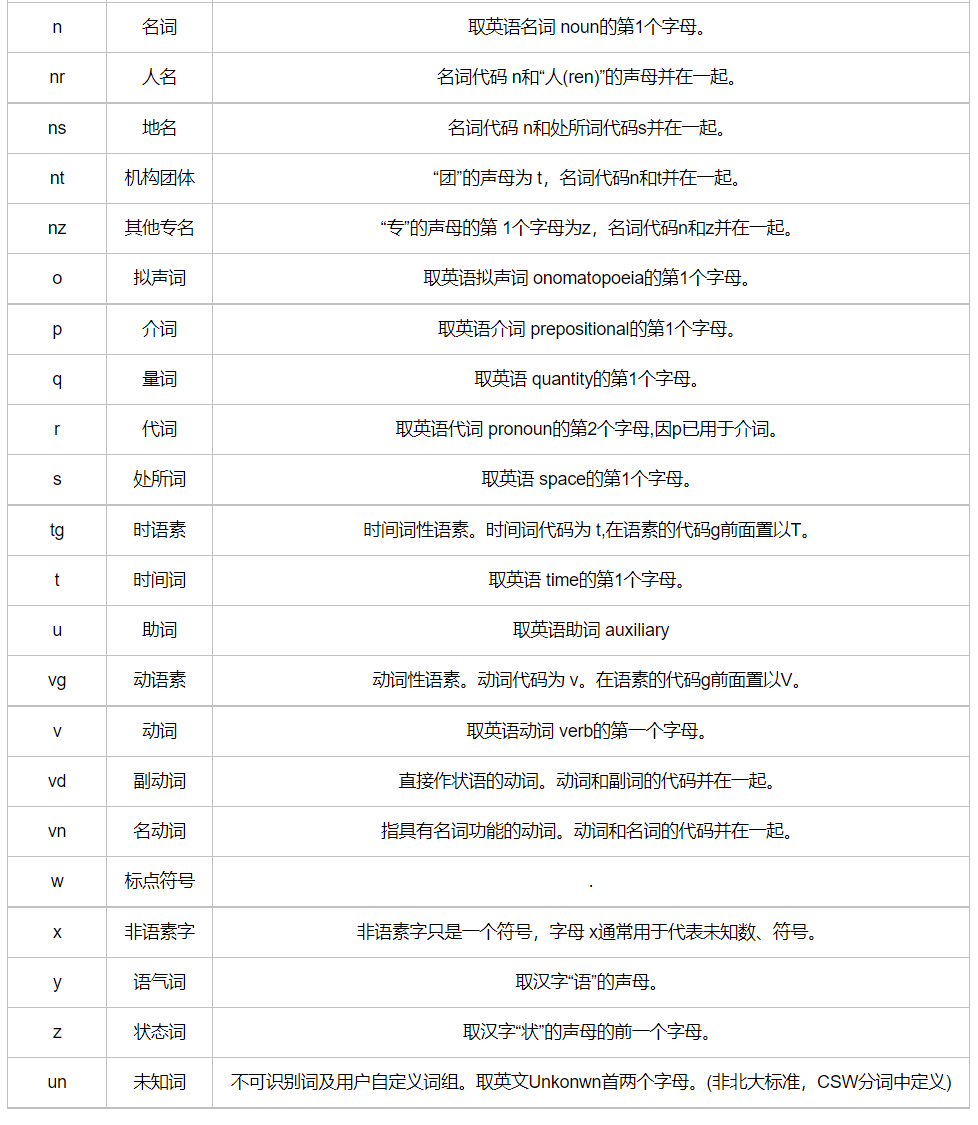 n 名词 取英语名词 noun的第1个字母。
nr 人名 名词代码 n和“人(ren)”的声母并在一起。
ns 地名 名词代码 n和处所词代码s并在一起。
nt 机构团体 “团”的声母为 t，名词代码n和t并在一起。
nz 其他专名 “专”的声母的第 1个字母为z，名词代码n和z并在一起。
o 拟声词 取英语拟声词 onomatopoeia的第1个字母。
p 介词 取英语介词 prepositional的第1个字母。
q 量词 取英语 quantity的第1个字母。
r 代词 取英语代词 pronoun的第2个字母,因p已用于介词。
s 处所词 取英语 space的第1个字母。
tg 时语素 时间词性语素。时间词代码为 t,在语素的代码g前面置以T。
t 时间词 取英语 time的第1个字母。
u 助词 取英语助词 auxiliary
vg 动语素 动词性语素。动词代码为 v。在语素的代码g前面置以V。
v 动词 取英语动词 verb的第一个字母。
vd 副动词 直接作状语的动词。动词和副词的代码并在一起。
vn 名动词 指具有名词功能的动词。动词和名词的代码并在一起。
w 标点符号 .
x 非语素字 非语素字只是一个符号，字母 x通常用于代表未知数、符号。
y 语气词 取汉字“语”的声母。
z 状态词 取汉字“状”的声母的前一个字母。
un 未知词 不可识别词及用户自定义词组。取英文Unkonwn首两个字母。(非北大标准，CSW分词中定义)